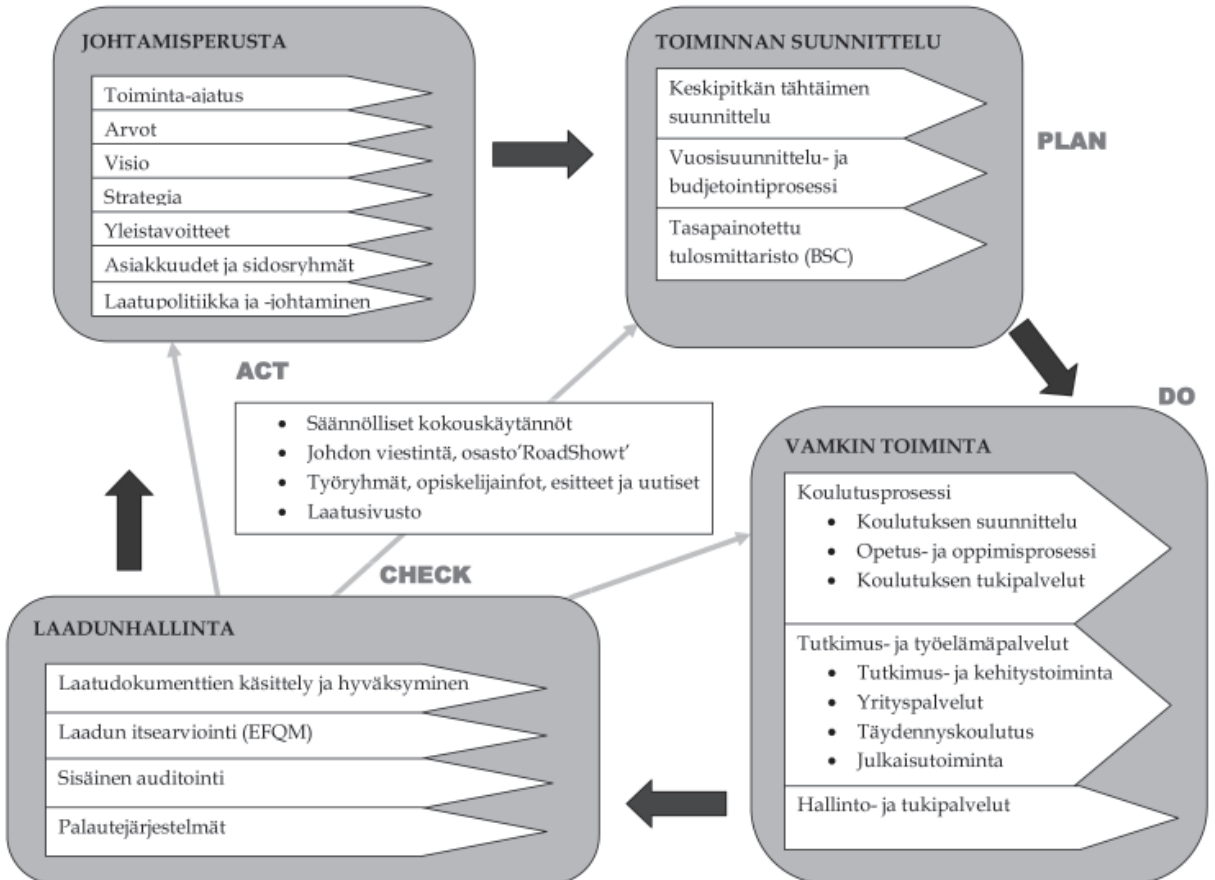 JOHTAMISPERUSTA
Toiminta-ajatus
Arvot
Visio
Strategia
Yleistavoitteet
Asiakkuudet ja sidosryhmät
Laatupolitiikka ja -johtaminen
TOIMINNAN SUUNNITTELU
Keskipitkän tähtäimen
suunnittelu
Vuosisuunnittelu- ja
budjetointiprosessi
Tasapainotettu
tulosmittaristo (BSC)
PLAN
ACT
• Säännölliset kokouskäytännöt
• Johdon viestintä, osasto'RoadShowt'
• Työryhmät, opiskelijainfot, esitteet ja uutiset
• Laatusivusto
CHECK
DO
VAMKIN TOIMINTA
Koulutusprosessi
• Koulutuksen suunnittelu
• Opetus- ja oppimisprosessi
• Koulutuksen tukipalvelut
Tutkimus- ja työelämäpalvelut
• Tutkimus- ja kehitystoiminta
• Yrityspalvelut
• Täydennyskoulutus
• Julkaisutoiminta
Hallinto- ja tukipalvelut
LAADUNHALLINTA
Laatudokumenttien käsittely ja hyväksyminen
Laadun itsearviointi (EFQM)
Sisäinen auditointi
Palautejärjestelmät